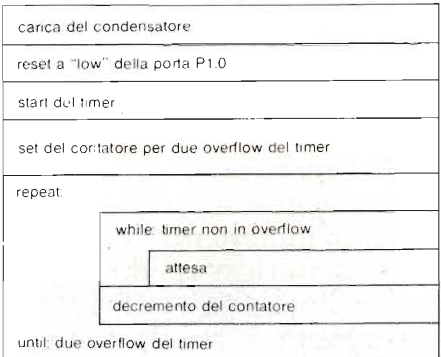 carica del condensatore
reset a "low" della porta P1.0
start del timer
set del contatore per due overflow del timer
repeat:
while: timer non in overflow
attesa
decremento del contatore
until: due overflow del timer